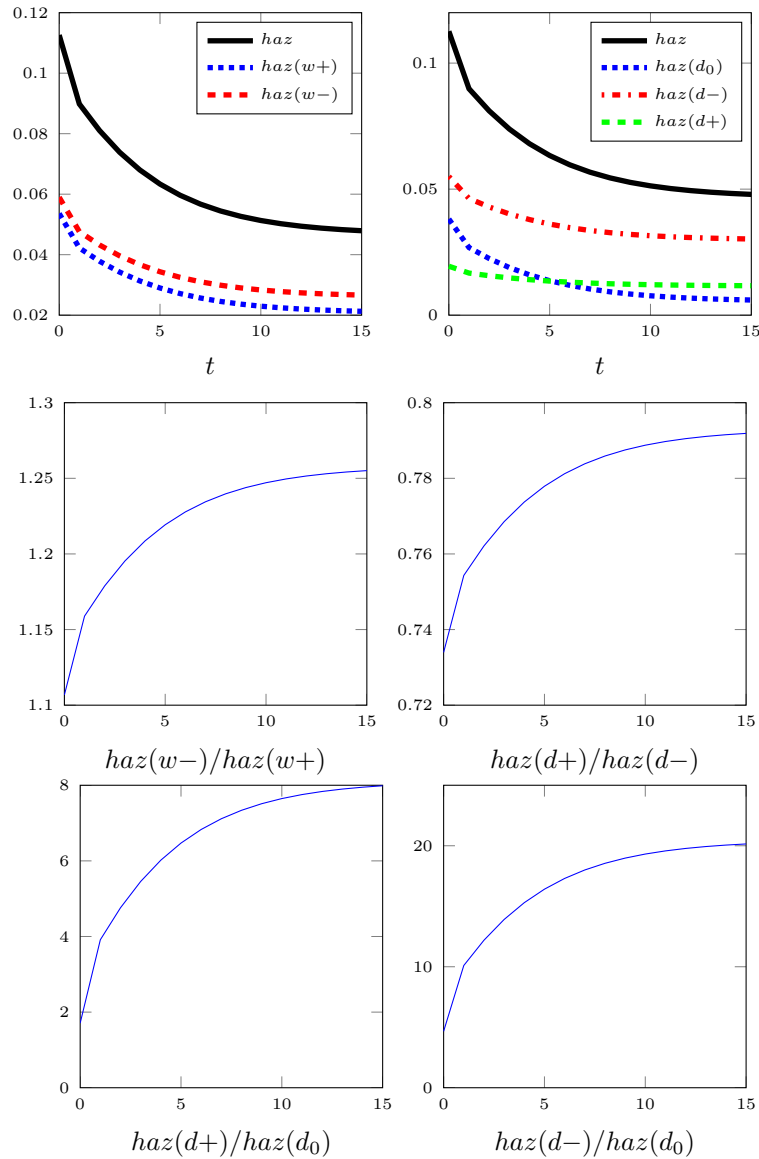 0.12
0.1
0.08
0.06
0.04
0.02
0 5 10 15
t
haz
haz(w+)
haz(w−)
0.1
0.05
0
0 5 10 15
t
haz
haz(d₀)
haz(d−)
haz(d+)
1.3
1.25
1.2
1.15
1.1
0 5 10 15
haz(w−)/haz(w+)
0.8
0.78
0.76
0.74
0.72
0 5 10 15
haz(d+)/haz(d−)
8
6
4
2
0
0 5 10 15
haz(d+)/haz(d₀)
20
10
0
0 5 10 15
haz(d−)/haz(d₀)